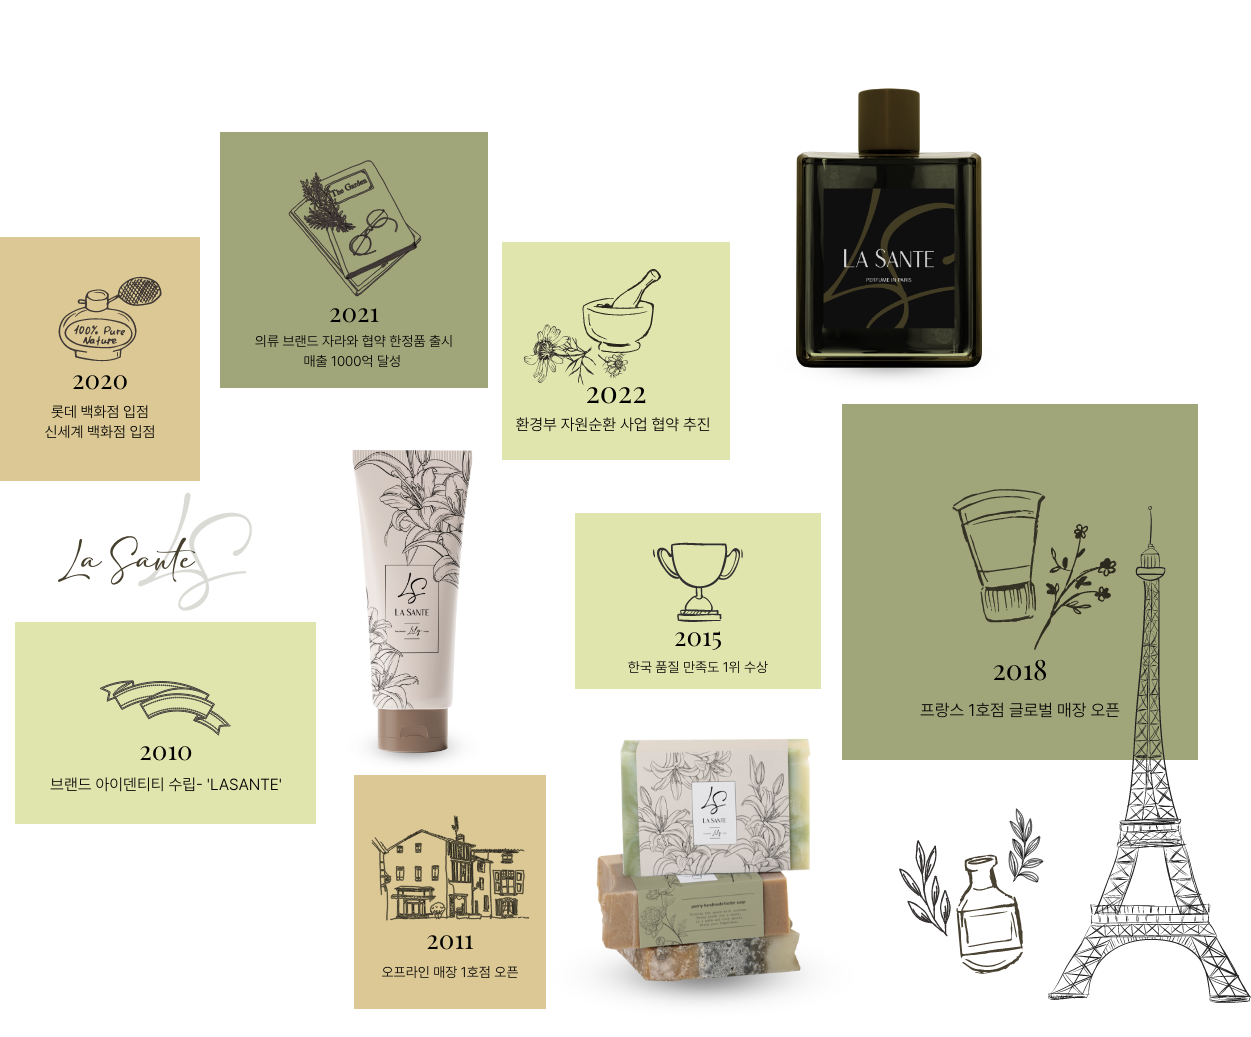 LA SANTE
PERFUME IN PARIS
The Garden
2021
의류 브랜드 자라와 협약 한정품 출시
매출 1000억 달성
100% Pure
Nature
2020
롯데 백화점 입점
신세계 백화점 입점
2022
환경부 자원순환 사업 협약 추진
LS
La Sante
LS
LA SANTE
Lily
2015
한국 품질 만족도 1위 수상
2018
프랑스 1호점 글로벌 매장 오픈
2010
브랜드 아이덴티티 수립- 'LASANTE'
LS
LA SANTE
Lily
2011
오프라인 매장 1호점 오픈